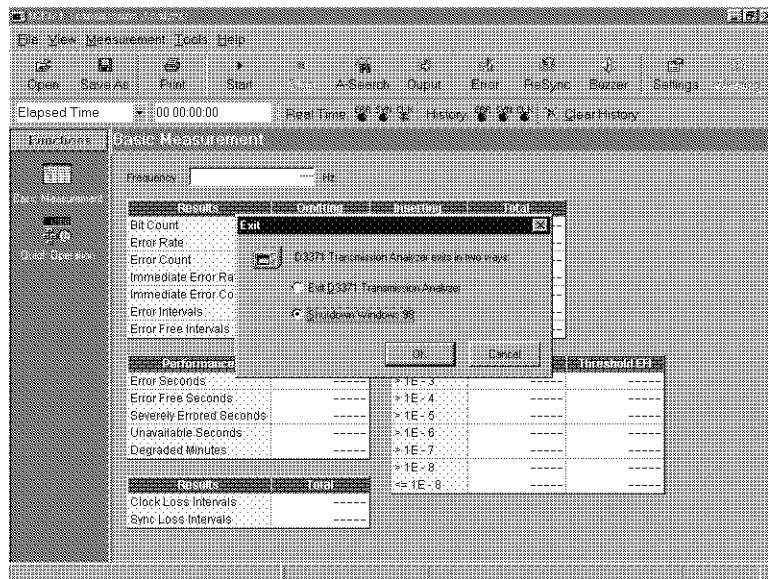 D3371 Transmission Analyzer
File View Measurement Tools Help
Open Save As Print Start Stop A-Search Ouput Error ReSync Buzzer Settings
Elapsed Time 00 00:00:00 Real Time History Clear History
Functions Basic Measurement
Basic Measurement
Quick Operation
Frequency ---- Hz
Results Omitting Inserting Total
Bit Count
Error Rate
Error Count
Immediate Error Ra
Immediate Error Co
Error Intervals
Error Free Intervals
Exit
D3371 Transmission Analyzer exits in two ways:
Exit D3371 Transmission Analyzer
Shutdown Windows 98
OK Cancel
Performance Threshold EFI
Error Seconds ----- > 1E - 3 ----- -----
Error Free Seconds ----- > 1E - 4 ----- -----
Severely Errored Seconds ----- > 1E - 5 ----- -----
Unavailable Seconds ----- > 1E - 6 ----- -----
Degraded Minutes ----- > 1E - 7 ----- -----
> 1E - 8 ----- -----
<= 1E - 8 ----- -----
Results Total
Clock Loss Intervals -----
Sync Loss Intervals -----